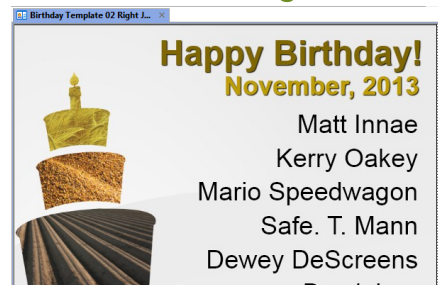 Birthday Template 02 Right J...
Happy Birthday!
November, 2013
Matt Innae
Kerry Oakey
Mario Speedwagon
Safe. T. Mann
Dewey DeScreens